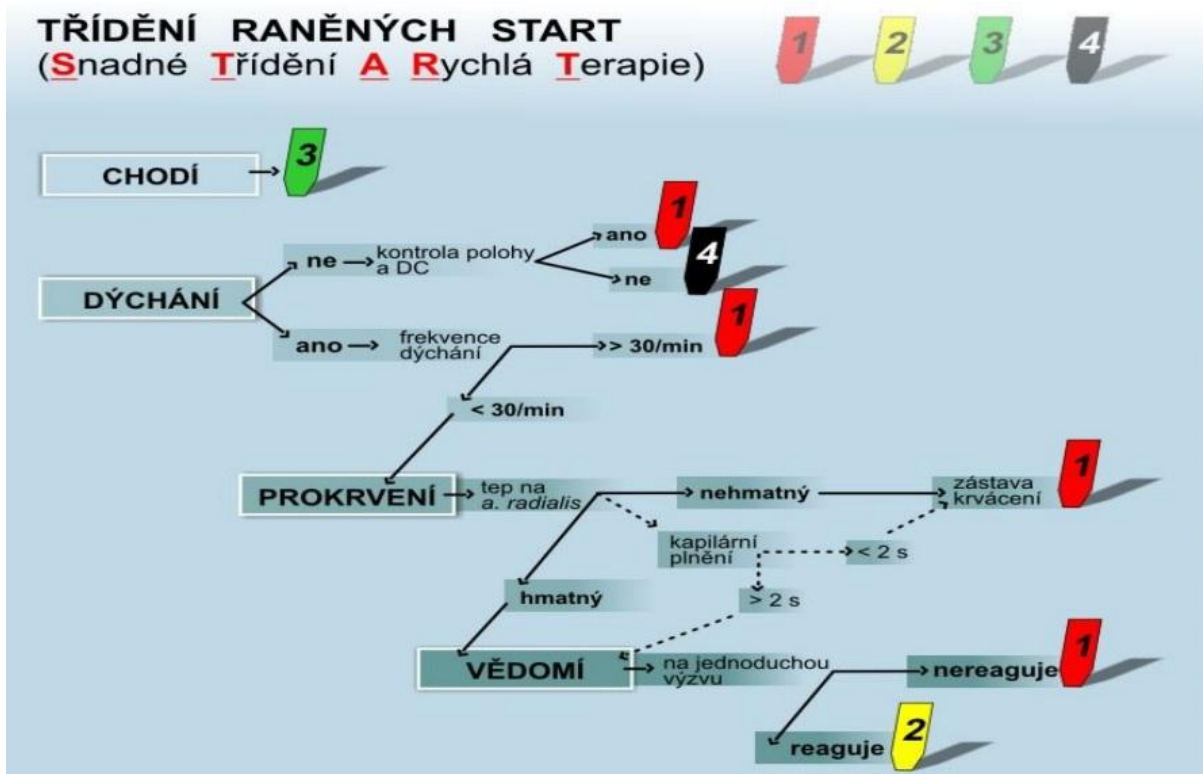 TŘÍDĚNÍ RANĚNÝCH START
(Snadné Třídění A Rychlá Terapie)
1 2 3 4
CHODÍ
3
DÝCHÁNÍ
ne
kontrola polohy
a DC
ano
1
ne
4
ano
frekvence
dýchání
> 30/min
1
< 30/min
PROKRVENÍ
tep na
a. radialis
nehmatný
zástava
krvácení
1
kapilární
plnění
< 2 s
> 2 s
hmatný
VĚDOMÍ
na jednoduchou
výzvu
nereaguje
1
reaguje
2